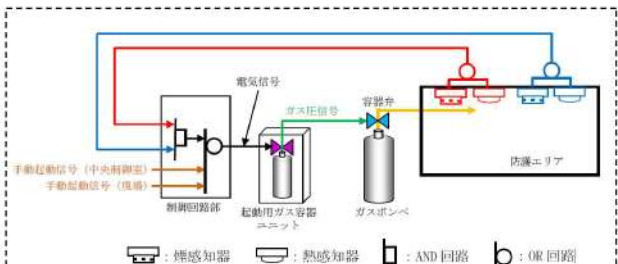 電気信号
ガス圧信号
容器弁
手動起動信号（中央制御室）
手動起動信号（現場）
制御回路部
起動用ガス容器
ユニット
ガスボンベ
防護エリア
：煙感知器
：熱感知器
：AND 回路
：OR 回路